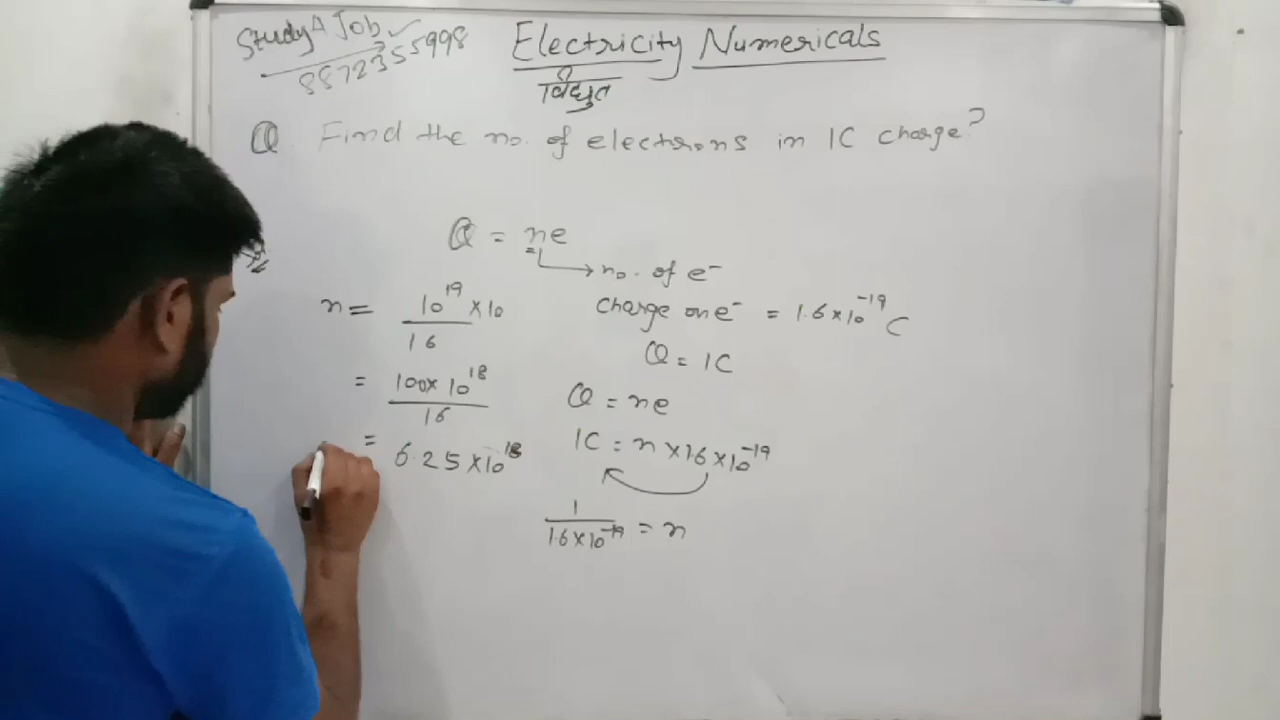 Study A Job
8872355998
Electricity Numericals
विद्युत
Q Find the no. of electrons in 1C charge?
Q = ne
no. of e⁻
n = 10¹⁹ × 10
16
charge on e⁻ = 1.6 × 10⁻¹⁹ C
Q = 1C
= 100 × 10¹⁸
16
Q = ne
= 6.25 × 10¹⁸
1C = n × 1.6 × 10⁻¹⁹
1
1.6 × 10⁻¹⁹ = n